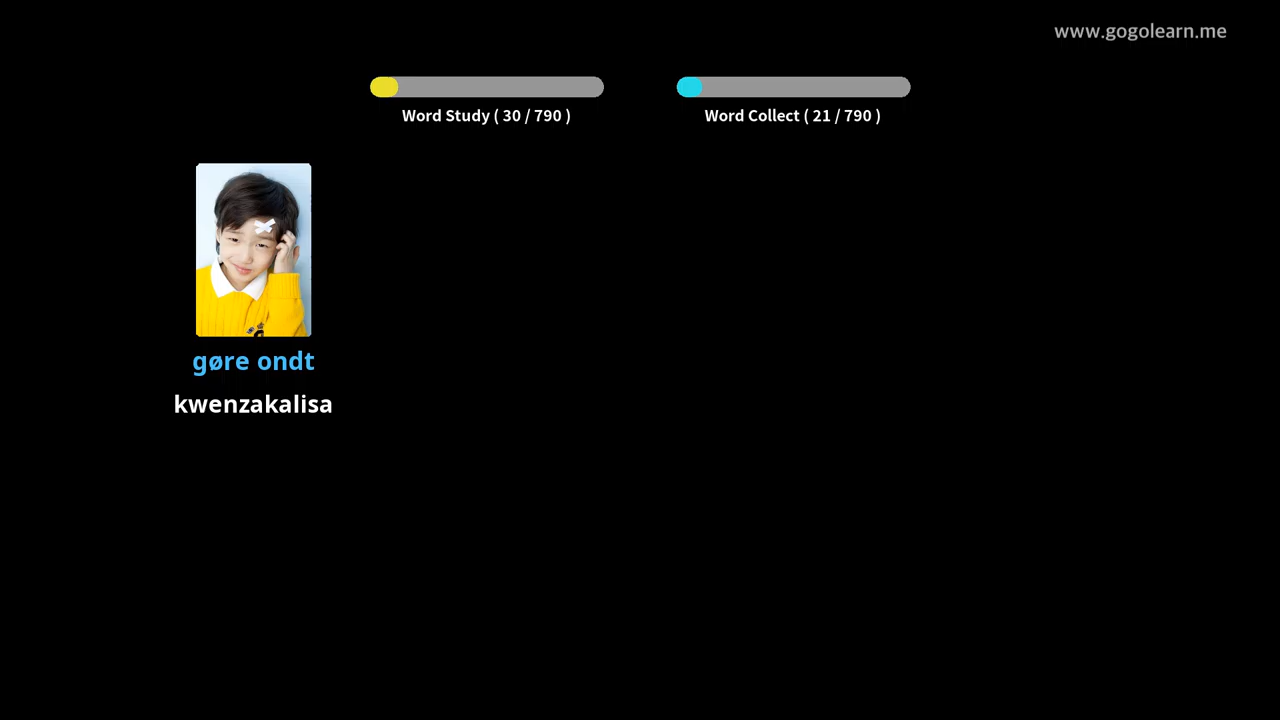 www.gogolearn.me
Word Study ( 30 / 790 )
Word Collect ( 21 / 790 )
gøre ondt
kwenzakalisa